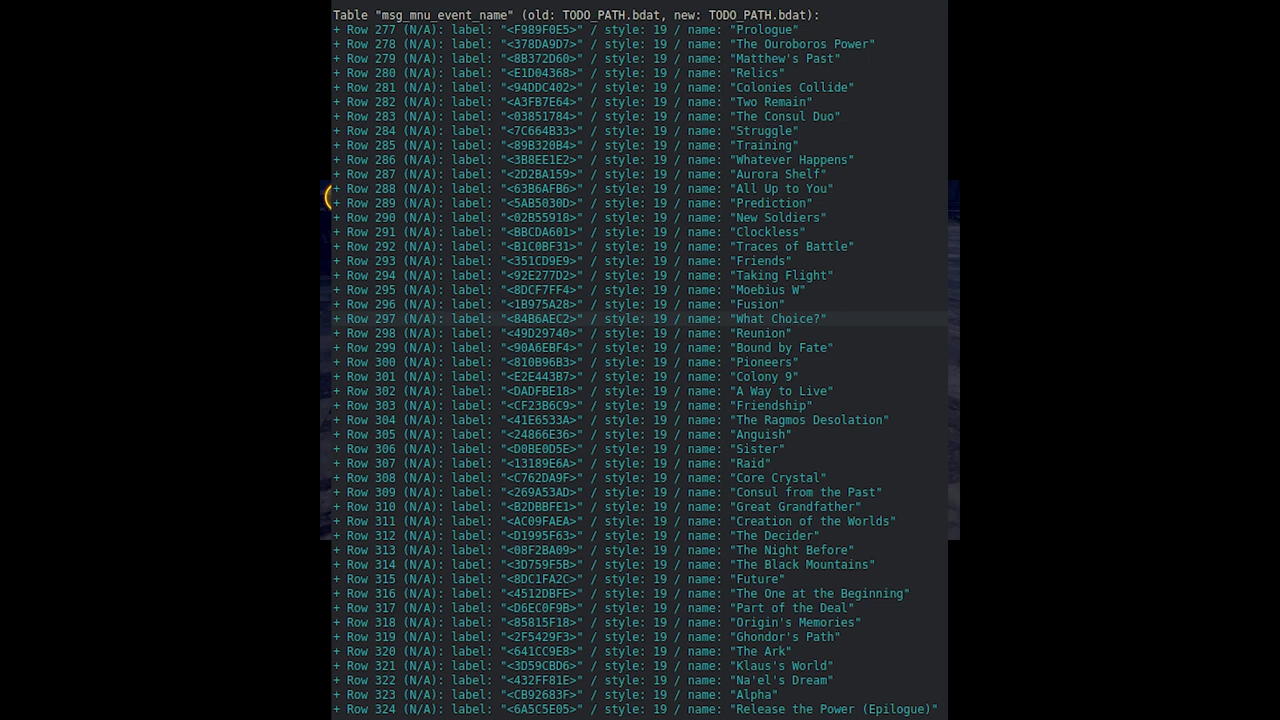 Table "msg_mnu_event_name" (old: TODO_PATH.bdat, new: TODO_PATH.bdat):
+ Row 277 (N/A): label: "<F989F0E5>" / style: 19 / name: "Prologue"
+ Row 278 (N/A): label: "<378DA9D7>" / style: 19 / name: "The Ouroboros Power"
+ Row 279 (N/A): label: "<8B372D60>" / style: 19 / name: "Matthew's Past"
+ Row 280 (N/A): label: "<E1D04368>" / style: 19 / name: "Relics"
+ Row 281 (N/A): label: "<94DDC402>" / style: 19 / name: "Colonies Collide"
+ Row 282 (N/A): label: "<A3FB7E64>" / style: 19 / name: "Two Remain"
+ Row 283 (N/A): label: "<03851784>" / style: 19 / name: "The Consul Duo"
+ Row 284 (N/A): label: "<7C664B33>" / style: 19 / name: "Struggle"
+ Row 285 (N/A): label: "<89B320B4>" / style: 19 / name: "Training"
+ Row 286 (N/A): label: "<3B8EE1E2>" / style: 19 / name: "Whatever Happens"
+ Row 287 (N/A): label: "<2D2BA159>" / style: 19 / name: "Aurora Shelf"
+ Row 288 (N/A): label: "<63B6AFB6>" / style: 19 / name: "All Up to You"
+ Row 289 (N/A): label: "<5AB5030D>" / style: 19 / name: "Prediction"
+ Row 290 (N/A): label: "<02B55918>" / style: 19 / name: "New Soldiers"
+ Row 291 (N/A): label: "<BBCDA601>" / style: 19 / name: "Clockless"
+ Row 292 (N/A): label: "<B1C0BF31>" / style: 19 / name: "Traces of Battle"
+ Row 293 (N/A): label: "<351CD9E9>" / style: 19 / name: "Friends"
+ Row 294 (N/A): label: "<92E277D2>" / style: 19 / name: "Taking Flight"
+ Row 295 (N/A): label: "<8DCF7FF4>" / style: 19 / name: "Moebius W"
+ Row 296 (N/A): label: "<1B975A28>" / style: 19 / name: "Fusion"
+ Row 297 (N/A): label: "<84B6AEC2>" / style: 19 / name: "What Choice?"
+ Row 298 (N/A): label: "<49D29740>" / style: 19 / name: "Reunion"
+ Row 299 (N/A): label: "<90A6EBF4>" / style: 19 / name: "Bound by Fate"
+ Row 300 (N/A): label: "<810B96B3>" / style: 19 / name: "Pioneers"
+ Row 301 (N/A): label: "<E2E443B7>" / style: 19 / name: "Colony 9"
+ Row 302 (N/A): label: "<DADFBE18>" / style: 19 / name: "A Way to Live"
+ Row 303 (N/A): label: "<CF23B6C9>" / style: 19 / name: "Friendship"
+ Row 304 (N/A): label: "<41E6533A>" / style: 19 / name: "The Ragmos Desolation"
+ Row 305 (N/A): label: "<24866E36>" / style: 19 / name: "Anguish"
+ Row 306 (N/A): label: "<D0BE0D5E>" / style: 19 / name: "Sister"
+ Row 307 (N/A): label: "<13189E6A>" / style: 19 / name: "Raid"
+ Row 308 (N/A): label: "<C762DA9F>" / style: 19 / name: "Core Crystal"
+ Row 309 (N/A): label: "<269A53AD>" / style: 19 / name: "Consul from the Past"
+ Row 310 (N/A): label: "<B2DBBFE1>" / style: 19 / name: "Great Grandfather"
+ Row 311 (N/A): label: "<AC09FAEA>" / style: 19 / name: "Creation of the Worlds"
+ Row 312 (N/A): label: "<D1995F63>" / style: 19 / name: "The Decider"
+ Row 313 (N/A): label: "<08F2BA09>" / style: 19 / name: "The Night Before"
+ Row 314 (N/A): label: "<3D759F5B>" / style: 19 / name: "The Black Mountains"
+ Row 315 (N/A): label: "<8DC1FA2C>" / style: 19 / name: "Future"
+ Row 316 (N/A): label: "<4512DBFE>" / style: 19 / name: "The One at the Beginning"
+ Row 317 (N/A): label: "<D6EC0F9B>" / style: 19 / name: "Part of the Deal"
+ Row 318 (N/A): label: "<85815F18>" / style: 19 / name: "Origin's Memories"
+ Row 319 (N/A): label: "<2F5429F3>" / style: 19 / name: "Ghondor's Path"
+ Row 320 (N/A): label: "<641CC9E8>" / style: 19 / name: "The Ark"
+ Row 321 (N/A): label: "<3D59CBD6>" / style: 19 / name: "Klaus's World"
+ Row 322 (N/A): label: "<432FF81E>" / style: 19 / name: "Na'el's Dream"
+ Row 323 (N/A): label: "<CB92683F>" / style: 19 / name: "Alpha"
+ Row 324 (N/A): label: "<6A5C5E05>" / style: 19 / name: "Release the Power (Epilogue)"